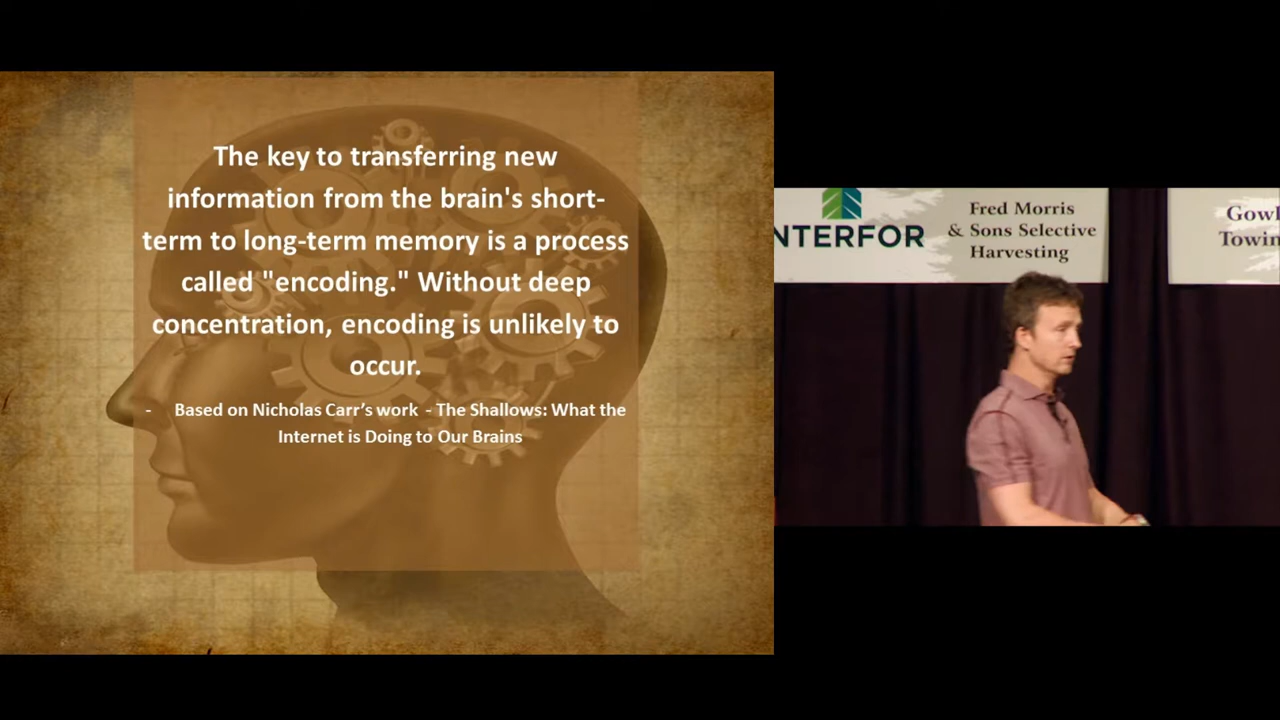 The key to transferring new
information from the brain's short-
term to long-term memory is a process
called "encoding." Without deep
concentration, encoding is unlikely to
occur.
- Based on Nicholas Carr’s work - The Shallows: What the
Internet is Doing to Our Brains
NTERFOR
Fred Morris
& Sons Selective
Harvesting
Gowl
Towin